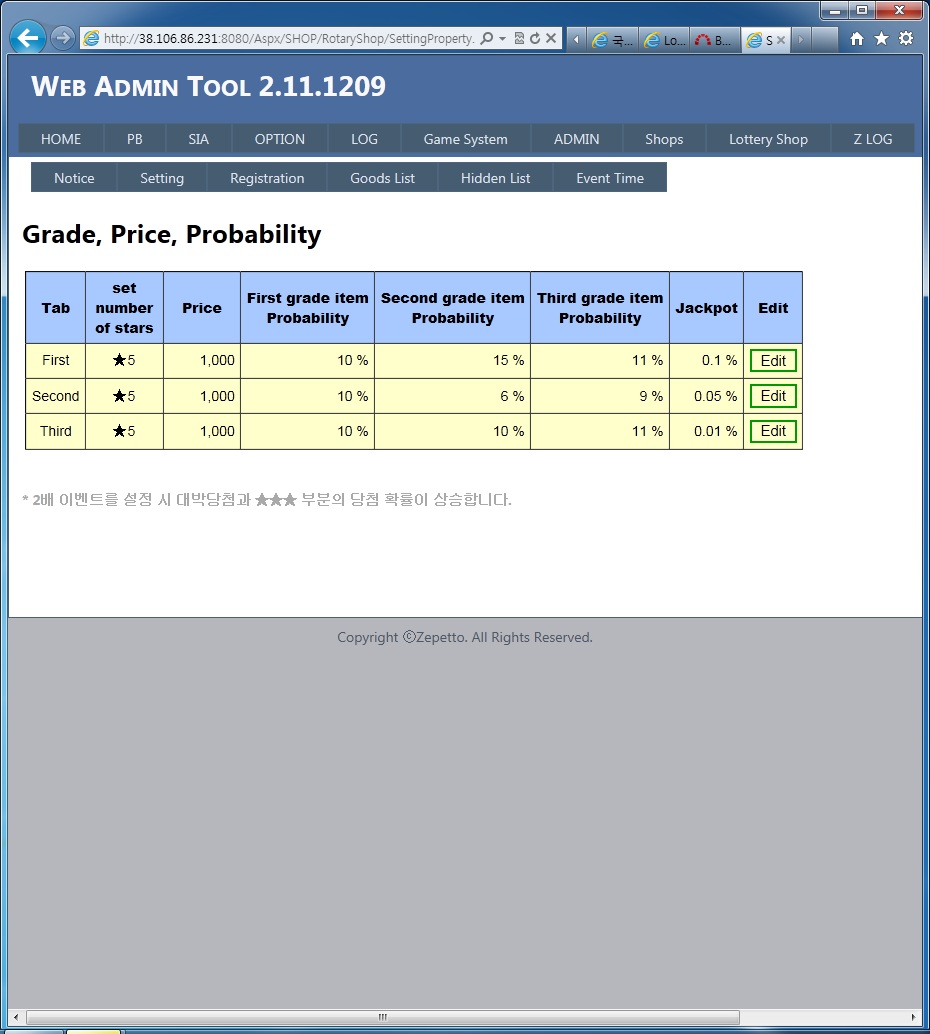 http://38.106.86.231:8080/Aspx/SHOP/RotaryShop/SettingProperty.
국...
Lo...
B...
S
WEB ADMIN TOOL 2.11.1209
HOME PB SIA OPTION LOG Game System ADMIN Shops Lottery Shop Z LOG
Notice Setting Registration Goods List Hidden List Event Time
Grade, Price, Probability
Tab set number of stars Price First grade item Probability Second grade item Probability Third grade item Probability Jackpot Edit
First ★5 1,000 10 % 15 % 11 % 0.1 % Edit
Second ★5 1,000 10 % 6 % 9 % 0.05 % Edit
Third ★5 1,000 10 % 10 % 11 % 0.01 % Edit
* 2배 이벤트를 설정 시 대박당첨과 ★★★ 부분의 당첨 확률이 상승합니다.
Copyright ⓒZepetto. All Rights Reserved.